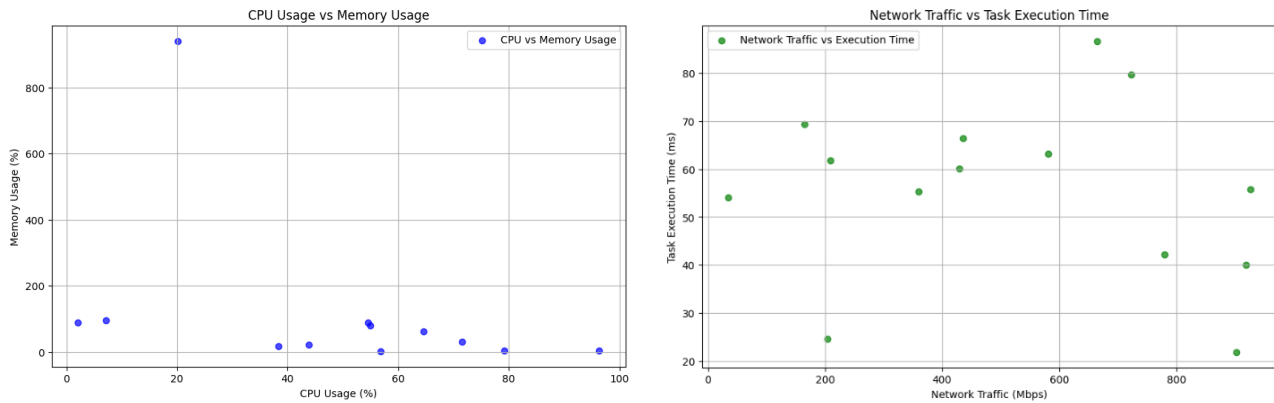 CPU Usage vs Memory Usage
CPU vs Memory Usage
Memory Usage (%)
800
600
400
200
0
0 20 40 60 80 100
CPU Usage (%)
Network Traffic vs Task Execution Time
Network Traffic vs Execution Time
Task Execution Time (ms)
80
70
60
50
40
30
20
0 200 400 600 800
Network Traffic (Mbps)